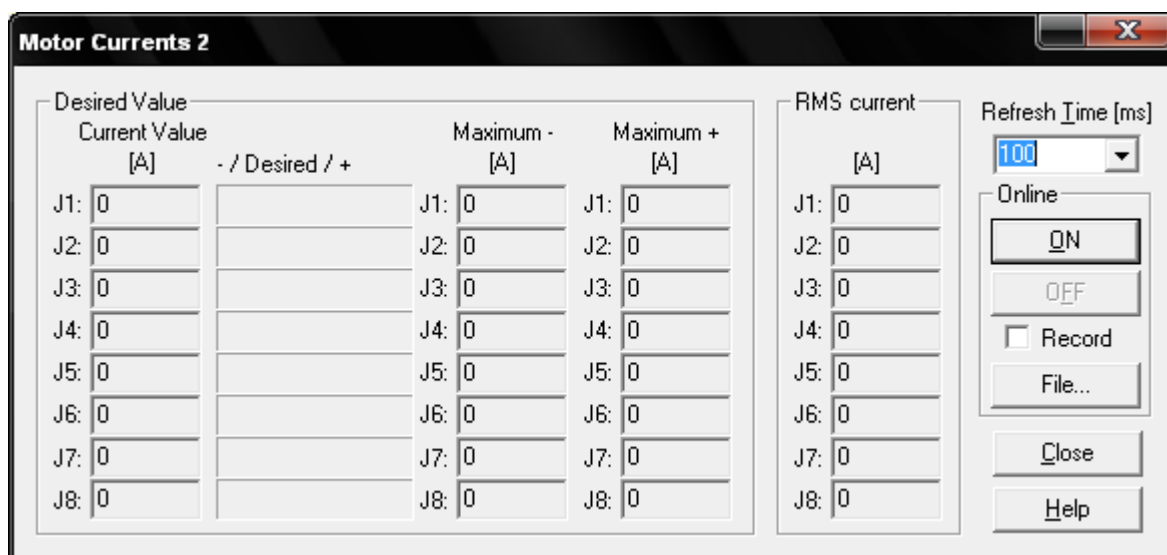 Motor Currents 2
Desired Value
Current Value
[A]
- / Desired / +
Maximum -
[A]
Maximum +
[A]
J1: 0 J1: 0 J1: 0
J2: 0 J2: 0 J2: 0
J3: 0 J3: 0 J3: 0
J4: 0 J4: 0 J4: 0
J5: 0 J5: 0 J5: 0
J6: 0 J6: 0 J6: 0
J7: 0 J7: 0 J7: 0
J8: 0 J8: 0 J8: 0
RMS current
[A]
J1: 0
J2: 0
J3: 0
J4: 0
J5: 0
J6: 0
J7: 0
J8: 0
Refresh Time [ms]
100
Online
ON
OFF
Record
File...
Close
Help